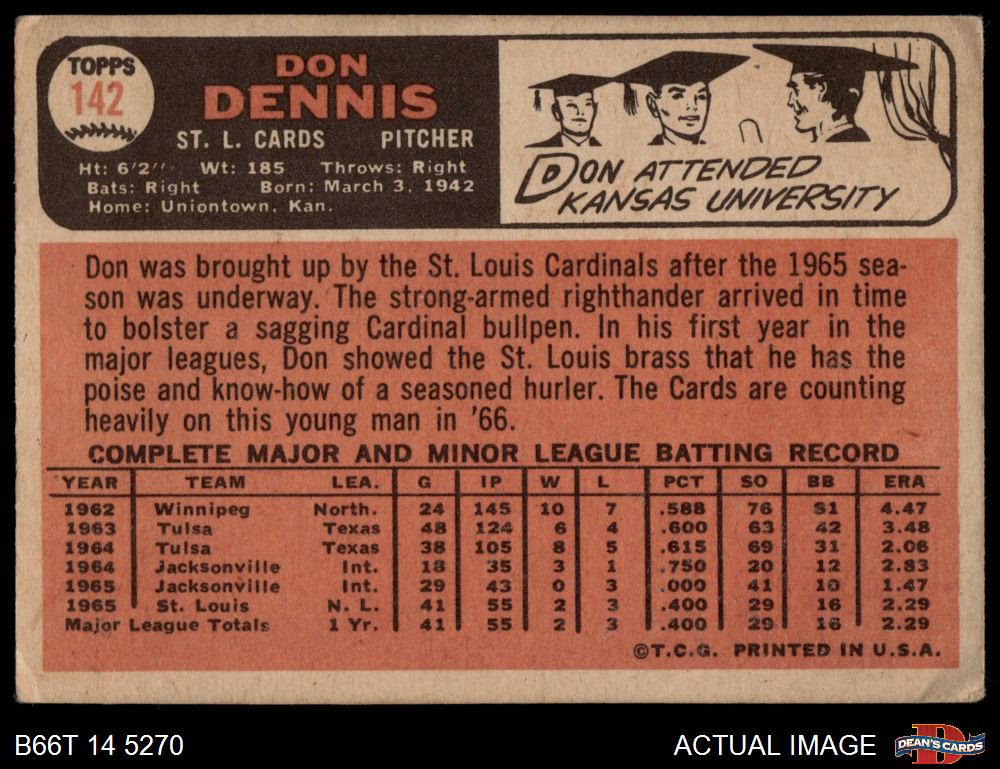 TOPPS
142
DON
DENNIS
ST. L. CARDS PITCHER
Ht: 6'2" Wt: 185 Throws: Right
Bats: Right Born: March 3, 1942
Home: Uniontown, Kan.
DON ATTENDED
KANSAS UNIVERSITY
Don was brought up by the St. Louis Cardinals after the 1965 sea-
son was underway. The strong-armed righthander arrived in time
to bolster a sagging Cardinal bullpen. In his first year in the
major leagues, Don showed the St. Louis brass that he has the
poise and know-how of a seasoned hurler. The Cards are counting
heavily on this young man in '66.
COMPLETE MAJOR AND MINOR LEAGUE BATTING RECORD
YEAR TEAM LEA. G IP W L PCT SO BB ERA
1962 Winnipeg North. 24 145 10 7 .588 76 81 4.47
1963 Tulsa Texas 48 124 6 4 .600 63 42 3.48
1964 Tulsa Texas 38 105 8 5 .615 69 31 2.06
1964 Jacksonville Int. 18 35 3 1 .750 20 12 2.83
1965 Jacksonville Int. 29 43 0 3 .000 41 10 1.47
1965 St. Louis N. L. 41 55 2 3 .400 29 16 2.29
Major League Totals 1 Yr. 41 55 2 3 .400 29 16 2.29
©T.C.G. PRINTED IN U.S.A.
B66T 14 5270
ACTUAL IMAGE
D
DEAN'S CARDS